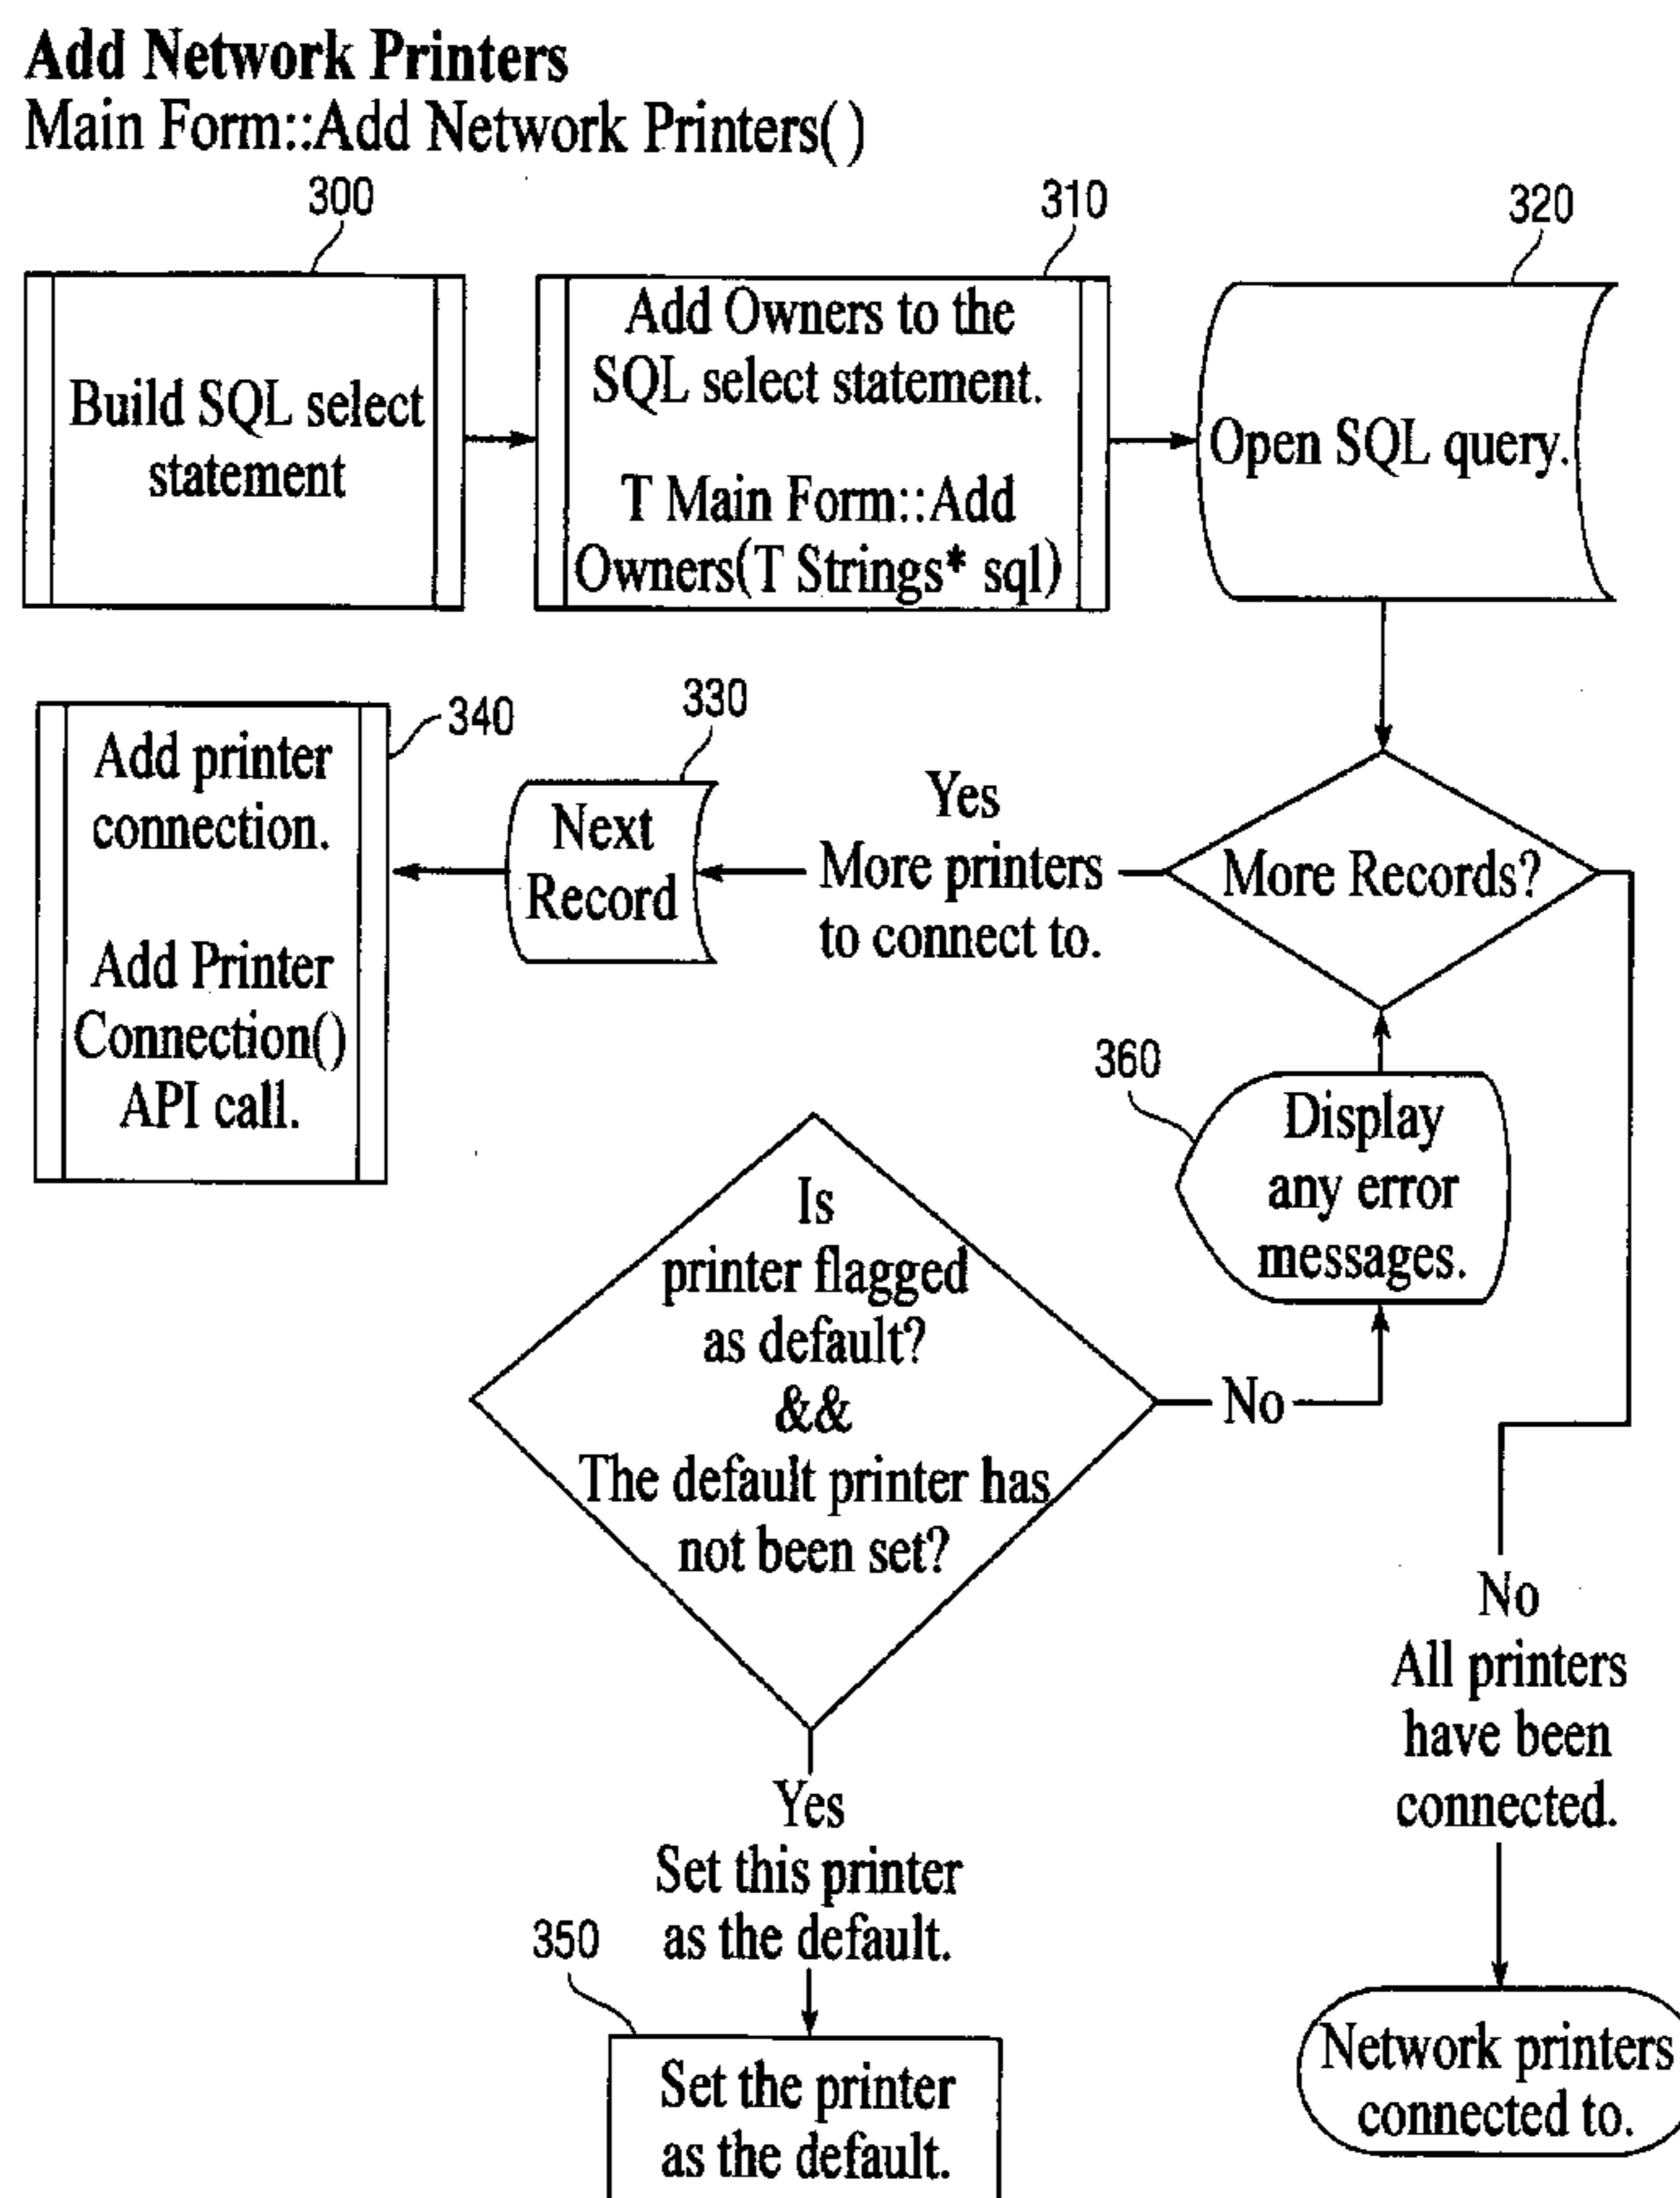 Add Network Printers
Main Form::Add Network Printers()
300
310
320
Build SQL select
statement
Add Owners to the
SQL select statement.
T Main Form::Add
Owners(T Strings* sql)
Open SQL query.
340
330
Add printer
connection.
Add Printer
Connection()
API call.
Next
Record
Yes
More printers
to connect to.
More Records?
360
Display
any error
messages.
Is
printer flagged
as default?
&&
The default printer has
not been set?
No
No
All printers
have been
connected.
Yes
Set this printer
as the default.
350
Set the printer
as the default.
Network printers
connected to.